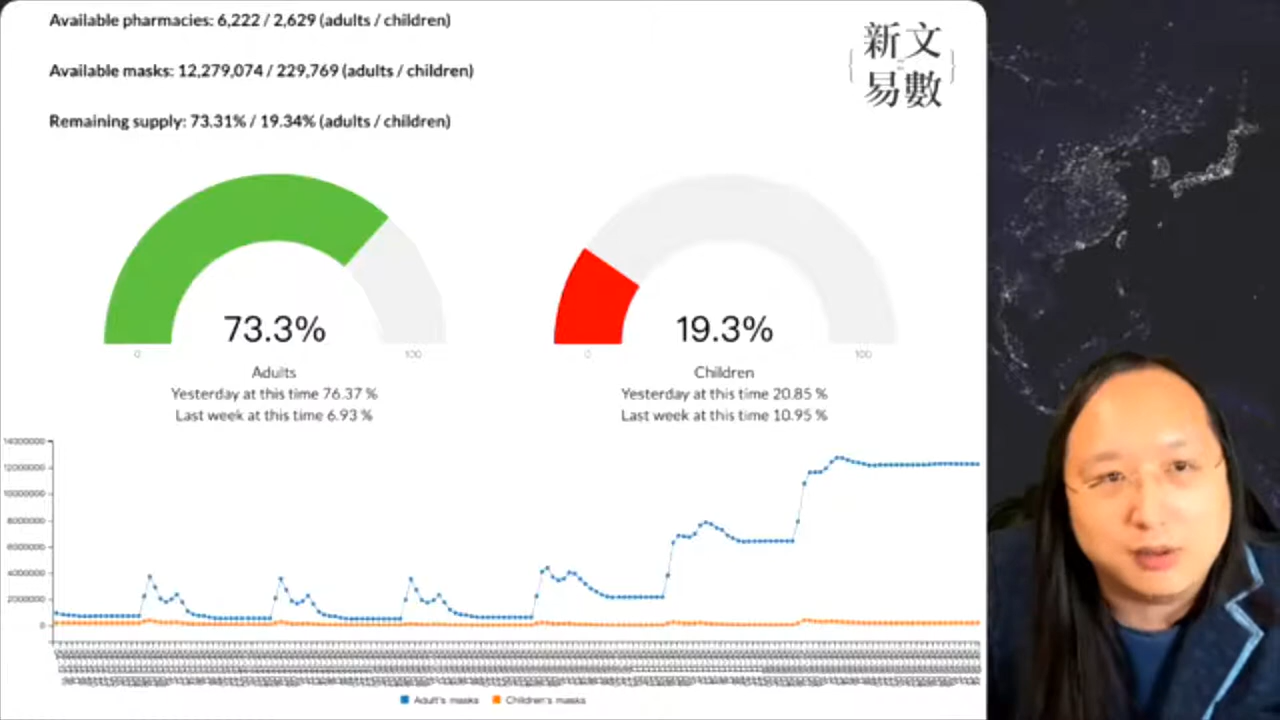 Available pharmacies: 6,222 / 2,629 (adults / children)
Available masks: 12,279,074 / 229,769 (adults / children)
Remaining supply: 73.31% / 19.34% (adults / children)
新文
易數
73.3%
0 100
Adults
Yesterday at this time 76.37 %
Last week at this time 6.93 %
19.3%
0 100
Children
Yesterday at this time 20.85 %
Last week at this time 10.95 %
14000000
12000000
10000000
8000000
6000000
4000000
2000000
0
Adult's masks Children's masks